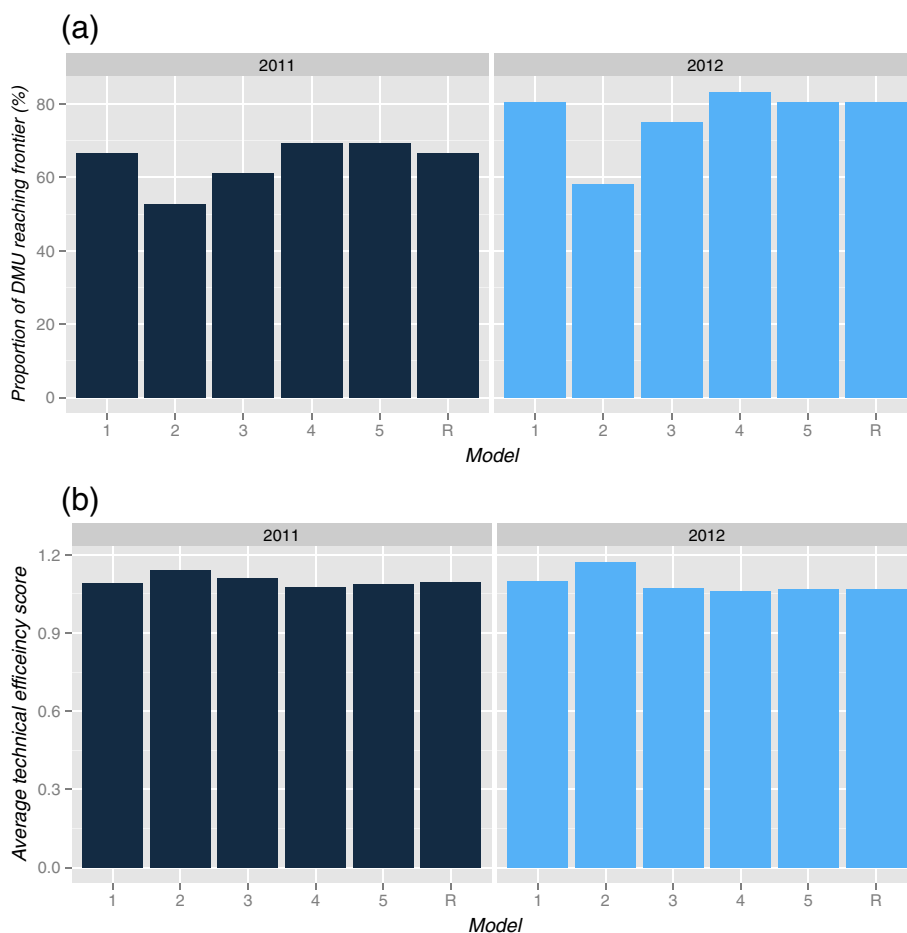 (a)
2011
2012
Proportion of DMU reaching frontier (%)
80
60
40
20
0
1 2 3 4 5 R
1 2 3 4 5 R
Model
(b)
2011
2012
Average technical efficeincy score
1.2
0.9
0.6
0.3
0.0
1 2 3 4 5 R
1 2 3 4 5 R
Model